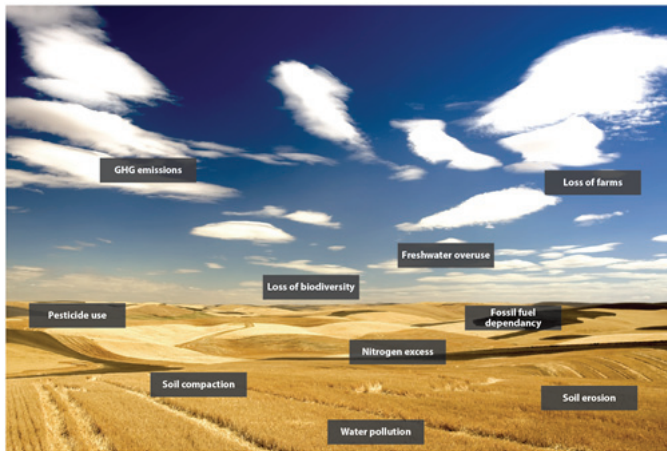 GHG emissions
Loss of farms
Freshwater overuse
Loss of biodiversity
Pesticide use
Fossil fuel
dependancy
Nitrogen excess
Soil compaction
Soil erosion
Water pollution